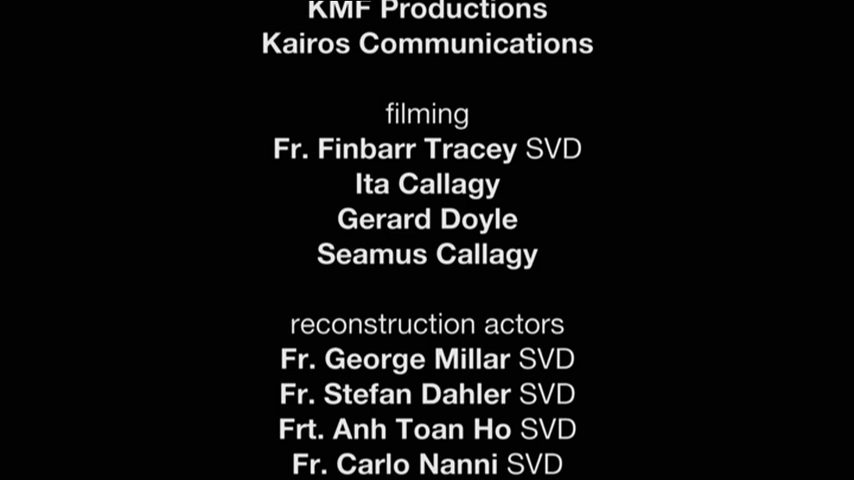 KMF Productions
Kairos Communications
filming
Fr. Finbarr Tracey SVD
Ita Callagy
Gerard Doyle
Seamus Callagy
reconstruction actors
Fr. George Millar SVD
Fr. Stefan Dahler SVD
Frt. Anh Toan Ho SVD
Fr. Carlo Nanni SVD